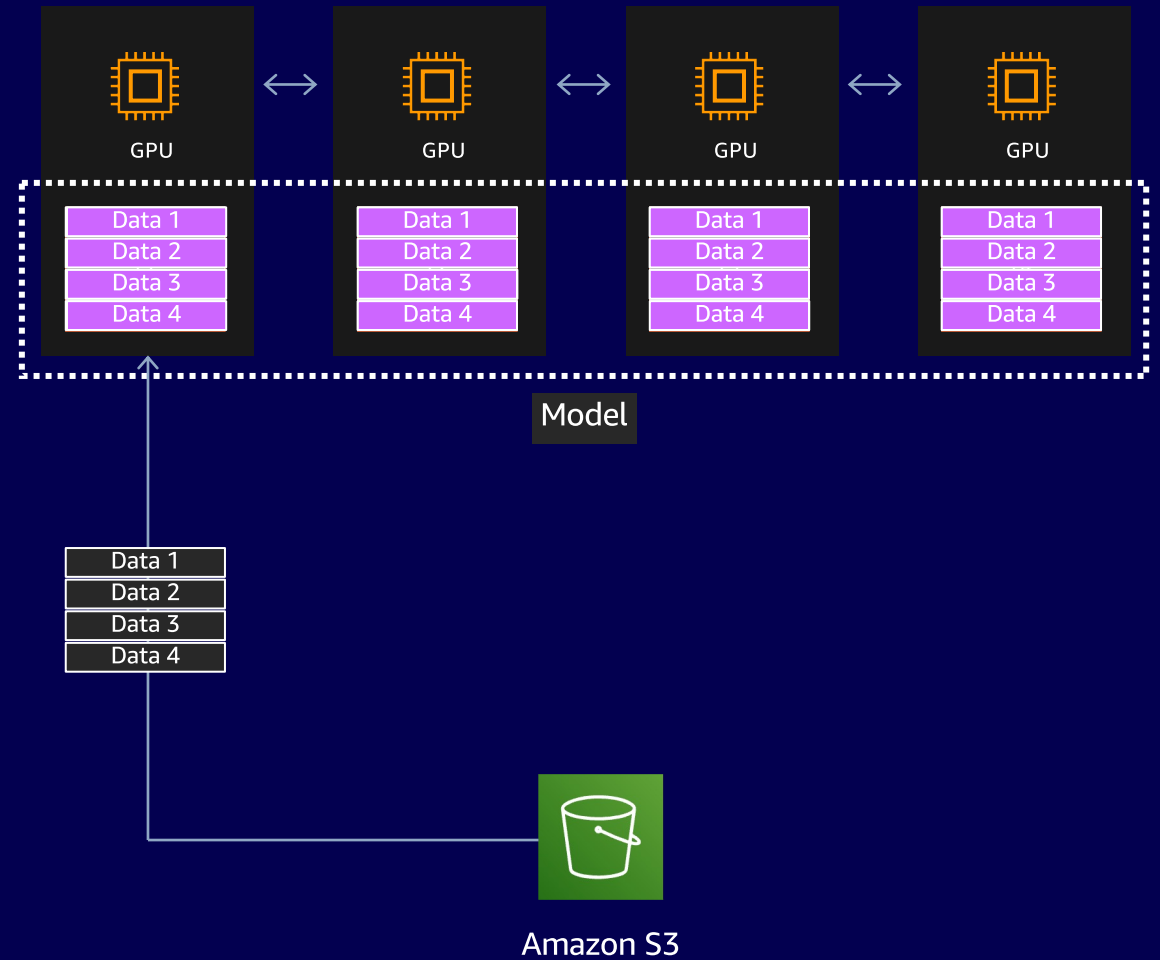 GPU GPU GPU GPU
Data 1 Data 1 Data 1 Data 1
Data 2 Data 2 Data 2 Data 2
Data 3 Data 3 Data 3 Data 3
Data 4 Data 4 Data 4 Data 4
Model
Data 1
Data 2
Data 3
Data 4
Amazon S3